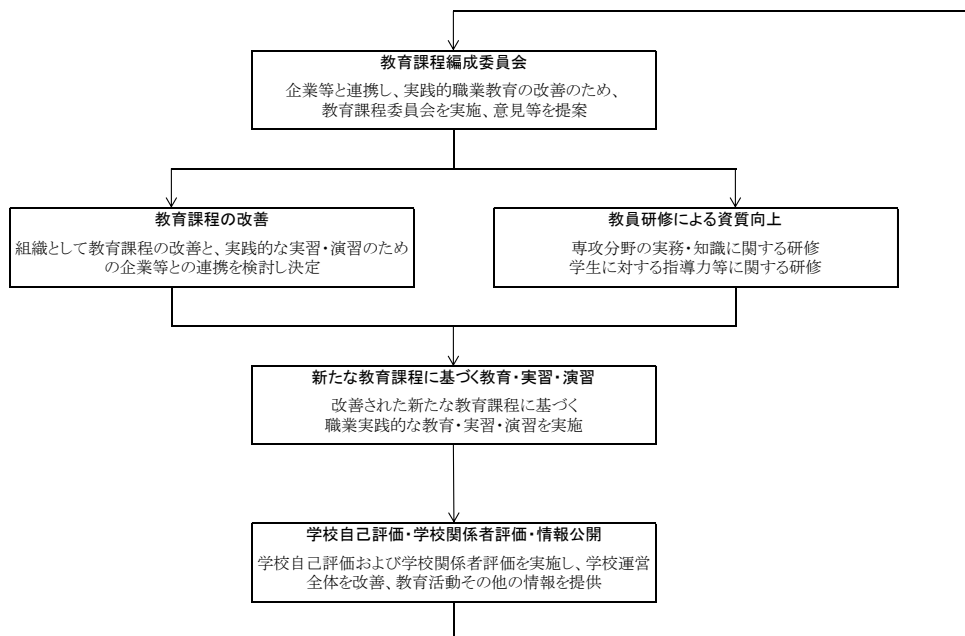 教育課程編成委員会
企業等と連携し、実践的職業教育の改善のため、
教育課程委員会を実施、意見等を提案
教育課程の改善
組織として教育課程の改善と、実践的な実習・演習のため
の企業等との連携を検討し決定
教員研修による資質向上
専攻分野の実務・知識に関する研修
学生に対する指導力等に関する研修
新たな教育課程に基づく教育・実習・演習
改善された新たな教育課程に基づく
職業実践的な教育・実習・演習を実施
学校自己評価・学校関係者評価・情報公開
学校自己評価および学校関係者評価を実施し、学校運営
全体を改善、教育活動その他の情報を提供